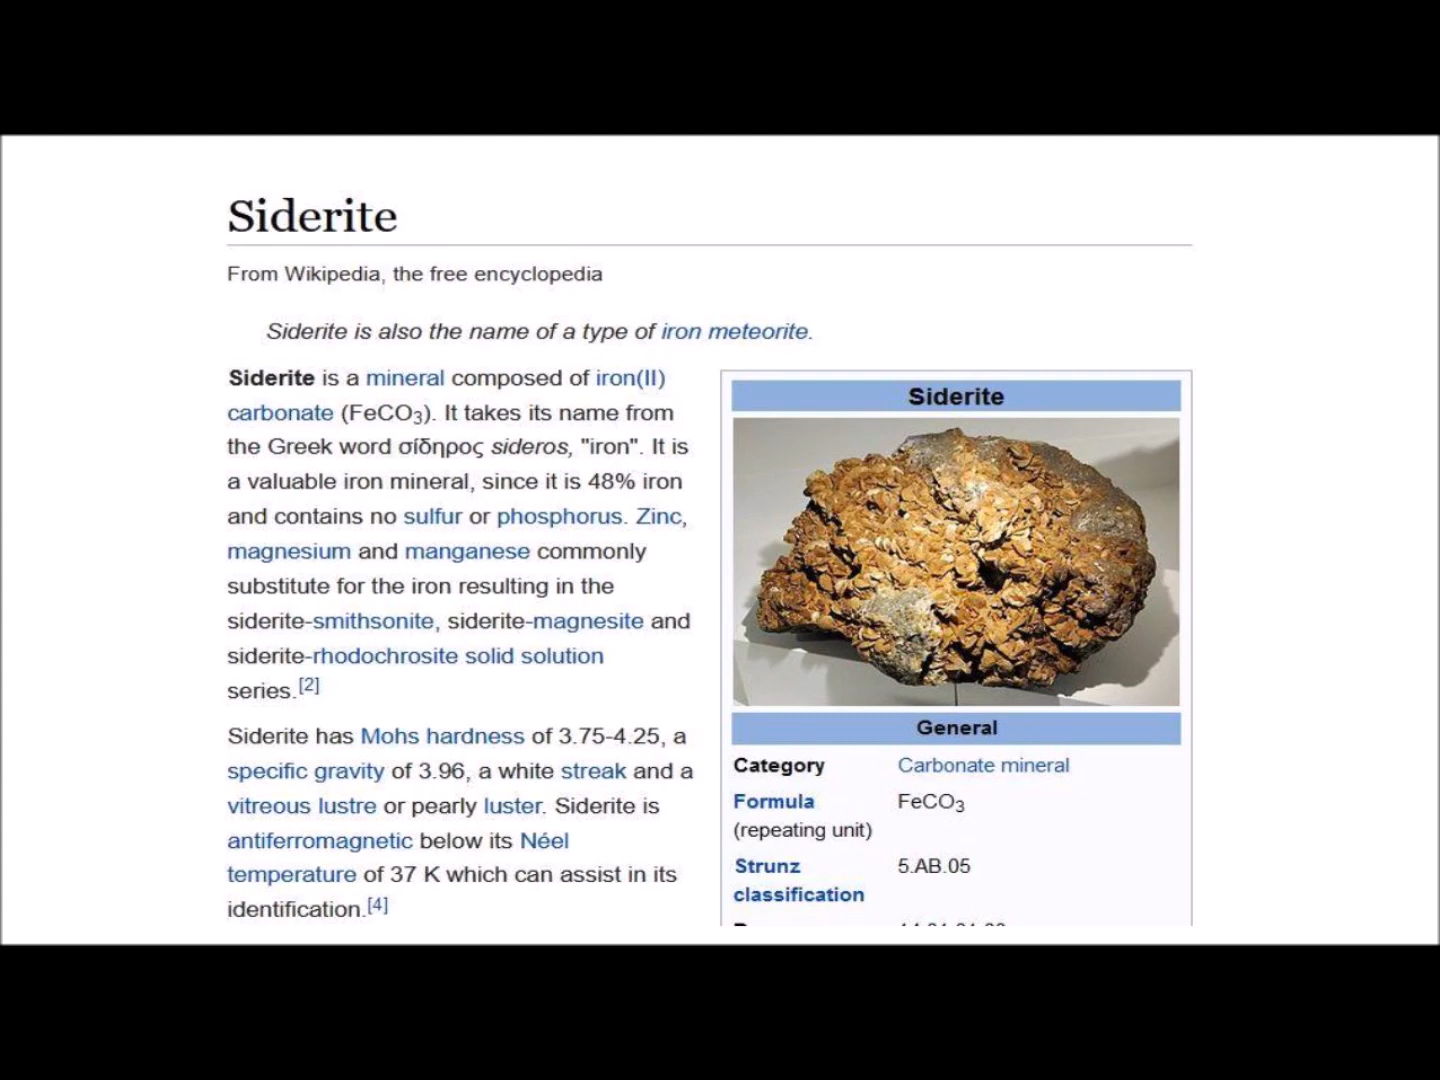 Siderite
From Wikipedia, the free encyclopedia
Siderite is also the name of a type of iron meteorite.
Siderite is a mineral composed of iron(II)
carbonate (FeCO₃). It takes its name from
the Greek word σίδηρος sideros, "iron". It is
a valuable iron mineral, since it is 48% iron
and contains no sulfur or phosphorus. Zinc,
magnesium and manganese commonly
substitute for the iron resulting in the
siderite-smithsonite, siderite-magnesite and
siderite-rhodochrosite solid solution
series.[2]
Siderite has Mohs hardness of 3.75-4.25, a
specific gravity of 3.96, a white streak and a
vitreous lustre or pearly luster. Siderite is
antiferromagnetic below its Néel
temperature of 37 K which can assist in its
identification.[4]
Siderite
General
Category Carbonate mineral
Formula FeCO₃
(repeating unit)
Strunz 5.AB.05
classification